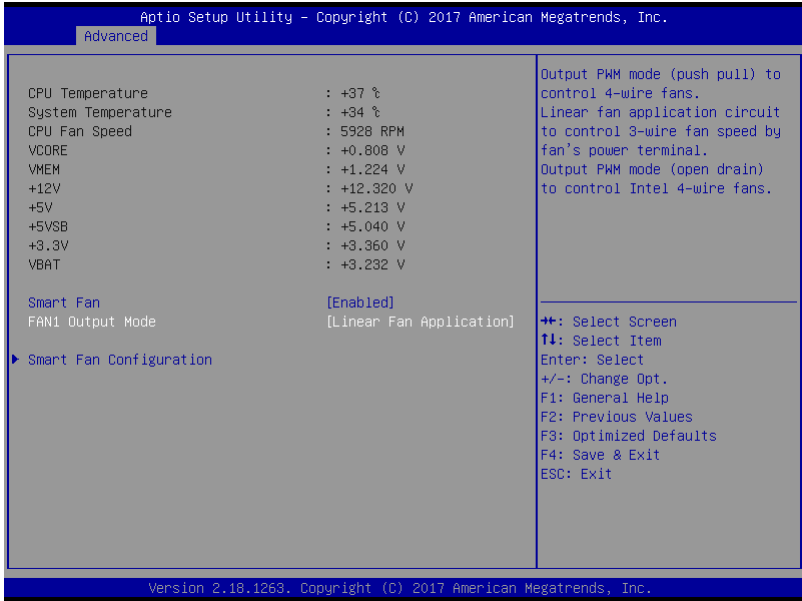 Aptio Setup Utility – Copyright (C) 2017 American Megatrends, Inc.
Advanced
CPU Temperature : +37 %
System Temperature : +34 %
CPU Fan Speed : 5928 RPM
VCORE : +0.808 V
VMEM : +1.224 V
+12V : +12.320 V
+5V : +5.213 V
+5VSB : +5.040 V
+3.3V : +3.360 V
VBAT : +3.232 V
Smart Fan [Enabled]
FAN1 Output Mode [Linear Fan Application]
Smart Fan Configuration
Output PWM mode (push pull) to
control 4-wire fans.
Linear fan application circuit
to control 3-wire fan speed by
fan's power terminal.
Output PWM mode (open drain)
to control Intel 4-wire fans.
→←: Select Screen
↑↓: Select Item
Enter: Select
+/-: Change Opt.
F1: General Help
F2: Previous Values
F3: Optimized Defaults
F4: Save & Exit
ESC: Exit
Version 2.18.1263. Copyright (C) 2017 American Megatrends, Inc.